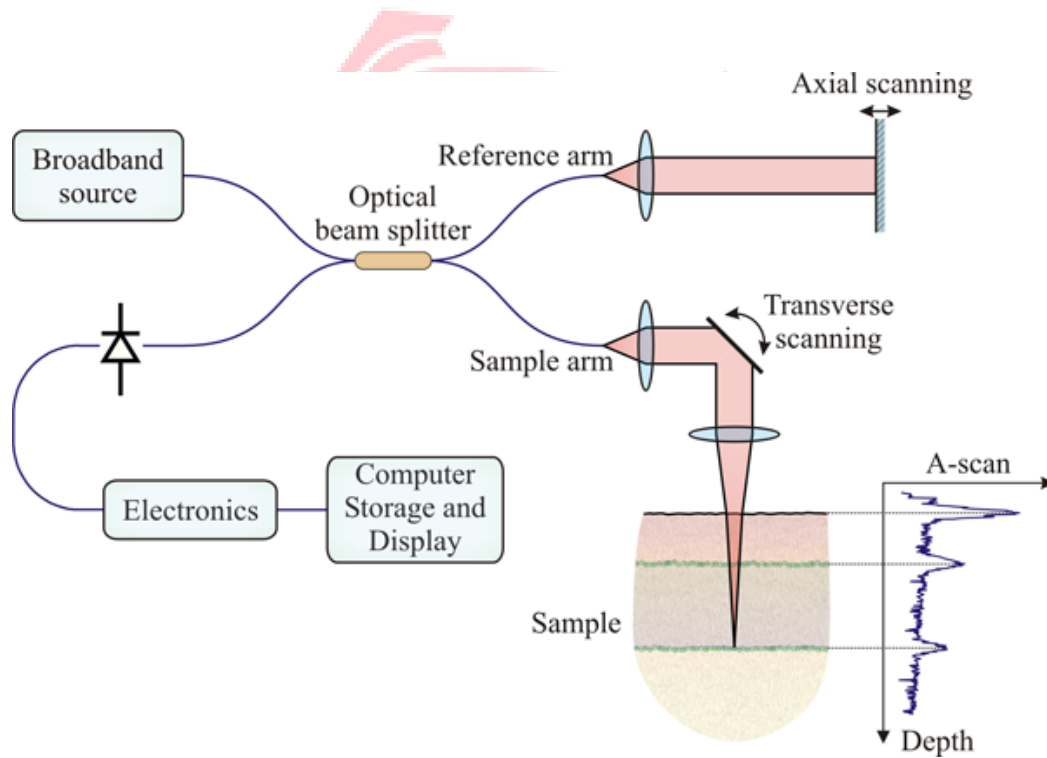 Axial scanning
Broadband
source
Reference arm
Optical
beam splitter
Transverse
scanning
Sample arm
A-scan
Electronics
Computer
Storage and
Display
Sample
Depth